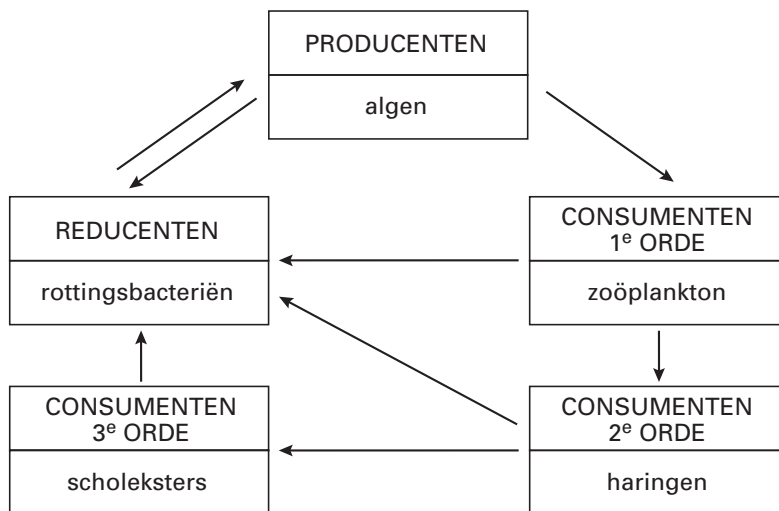 PRODUCENTEN
algen
REDUCENTEN
rottingsbacteriën
CONSUMENTEN
1e ORDE
zoöplankton
CONSUMENTEN
3e ORDE
scholeksters
CONSUMENTEN
2e ORDE
haringen